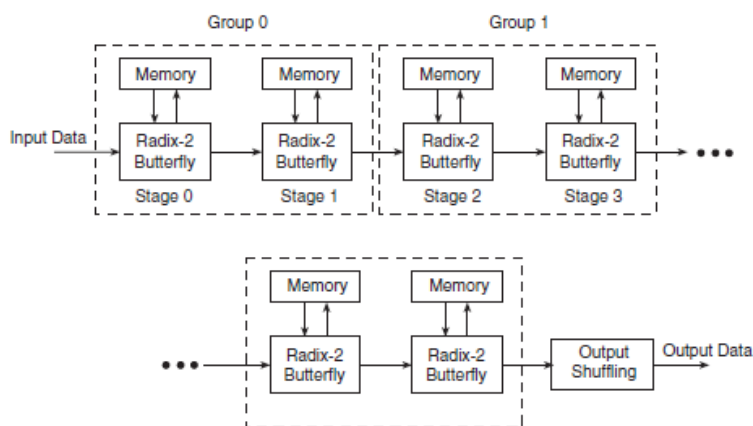 Group 0
Group 1
Memory
Memory
Memory
Memory
Input Data
Radix-2
Butterfly
Radix-2
Butterfly
Radix-2
Butterfly
Radix-2
Butterfly
Stage 0
Stage 1
Stage 2
Stage 3
Memory
Memory
Radix-2
Butterfly
Radix-2
Butterfly
Output
Shuffling
Output Data